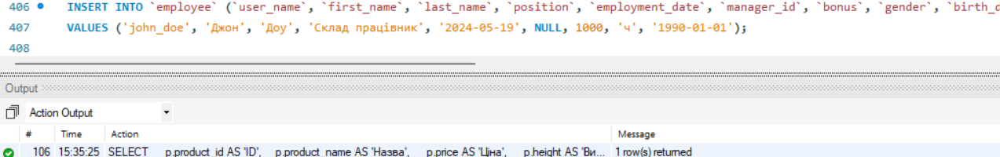 406 INSERT INTO `employee` (`user_name`, `first_name`, `last_name`, `position`, `employment_date`, `manager_id`, `bonus`, `gender`, `birth_d
407 VALUES ('john_doe', 'Джон', 'Доу', 'Склад працівник', '2024-05-19', NULL, 1000, 'ч', '1990-01-01');
408
Output
Action Output
# Time Action Message
106 15:35:25 SELECT p.product_id AS 'ID', p.product_name AS 'Назва', p.price AS 'Ціна', p.height AS 'Ви... 1 row(s) returned